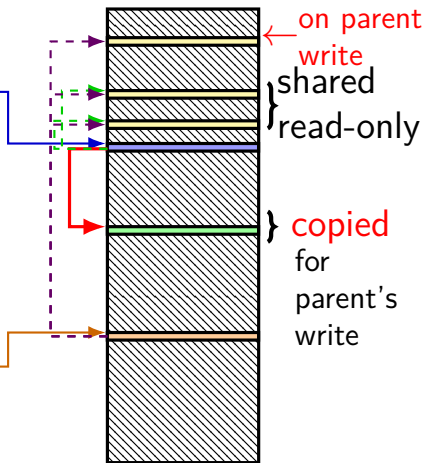 on parent
write
shared
read-only
copied
for
parent's
write